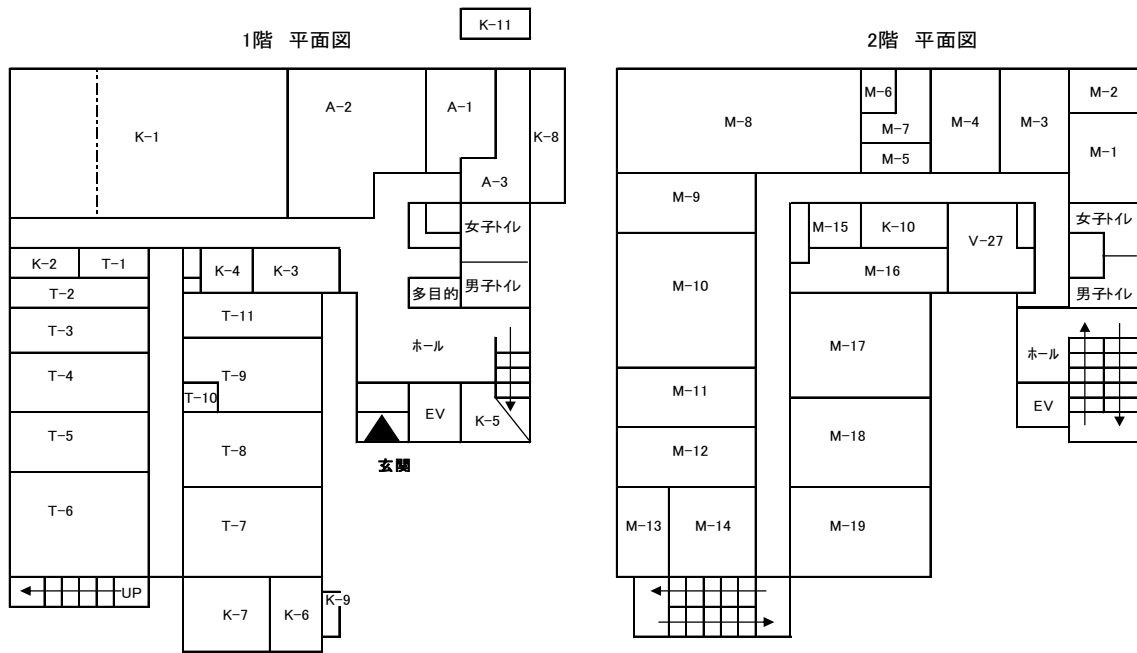 K-11
1階 平面図
K-1
A-2
A-1
K-8
A-3
女子トイレ
K-2
T-1
K-4
K-3
T-2
多目的
男子トイレ
T-11
T-3
ホール
T-4
T-9
T-10
EV
K-5
T-5
T-8
玄関
T-6
T-7
UP
K-9
K-7
K-6
2階 平面図
M-6
M-2
M-8
M-7
M-4
M-3
M-5
M-1
M-9
M-15
K-10
女子トイレ
V-27
M-16
M-10
男子トイレ
M-17
ホール
M-11
EV
M-12
M-18
M-13
M-14
M-19